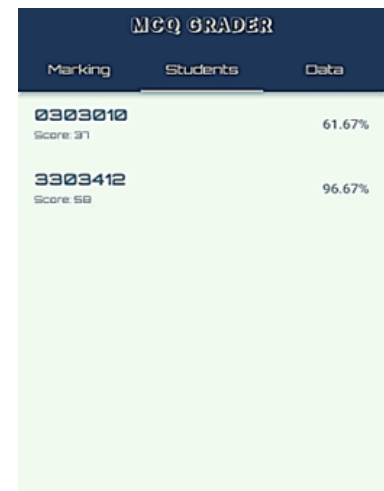 MCQ GRADER
Marking Students Data
0303010
61.67%
Score: 37
3303412
96.67%
Score: 58